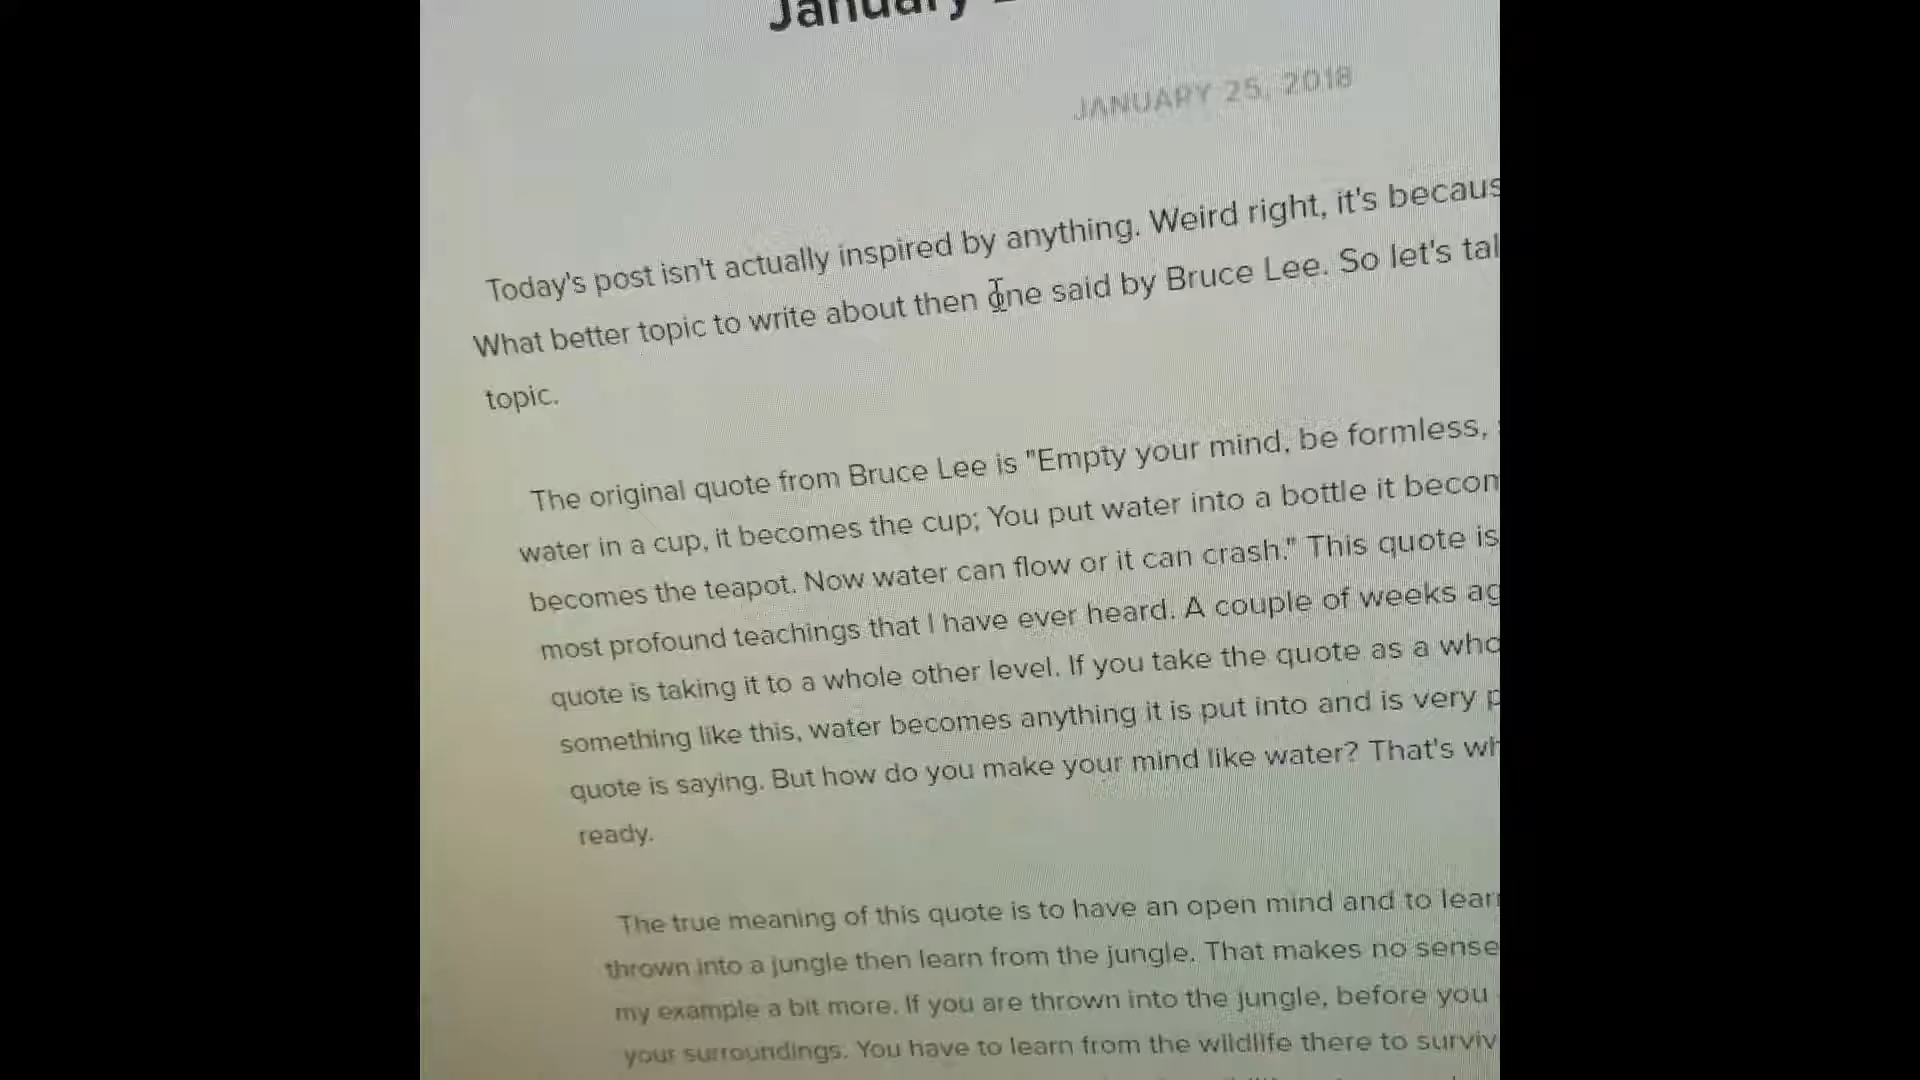 January
JANUARY 25, 2018
Today's post isn't actually inspired by anything. Weird right, it's becaus
What better topic to write about then one said by Bruce Lee. So let's tal
topic.
The original quote from Bruce Lee is "Empty your mind, be formless,
water in a cup, it becomes the cup; You put water into a bottle it becom
becomes the teapot. Now water can flow or it can crash." This quote is
most profound teachings that I have ever heard. A couple of weeks ag
quote is taking it to a whole other level. If you take the quote as a who
something like this, water becomes anything it is put into and is very p
quote is saying. But how do you make your mind like water? That's wh
ready.
The true meaning of this quote is to have an open mind and to learn
thrown into a jungle then learn from the jungle. That makes no sense
my example a bit more. If you are thrown into the jungle, before you
your surroundings. You have to learn from the wildlife there to surviv